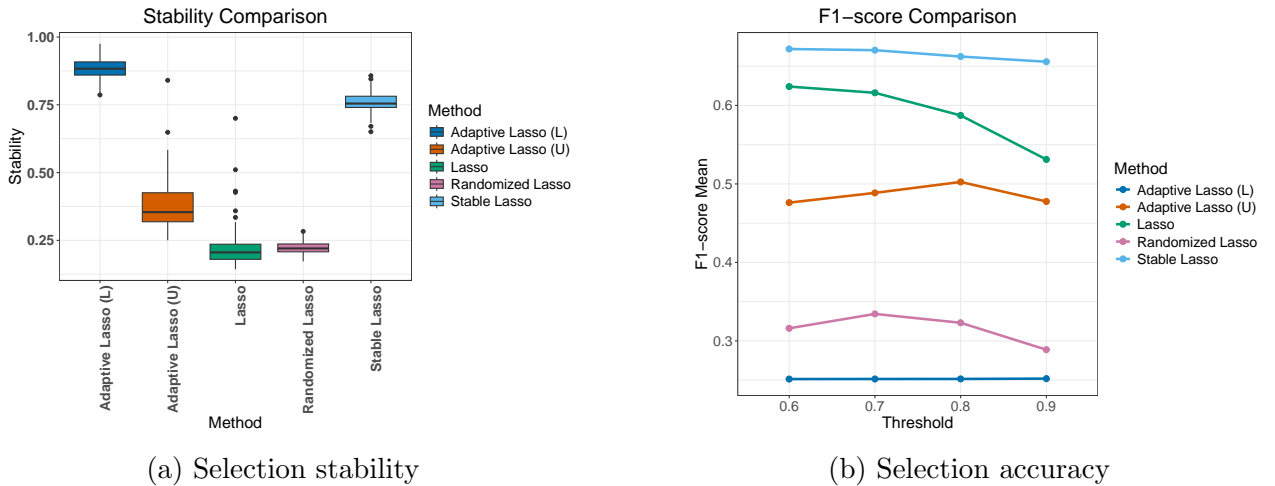 Stability Comparison
1.00
0.75
0.50
0.25
Stability
Adaptive Lasso (L)
Adaptive Lasso (U)
Lasso
Randomized Lasso
Stable Lasso
Method
Method
Adaptive Lasso (L)
Adaptive Lasso (U)
Lasso
Randomized Lasso
Stable Lasso
(a) Selection stability
F1−score Comparison
0.6
0.5
0.4
0.3
F1−score Mean
0.6 0.7 0.8 0.9
Threshold
Method
Adaptive Lasso (L)
Adaptive Lasso (U)
Lasso
Randomized Lasso
Stable Lasso
(b) Selection accuracy